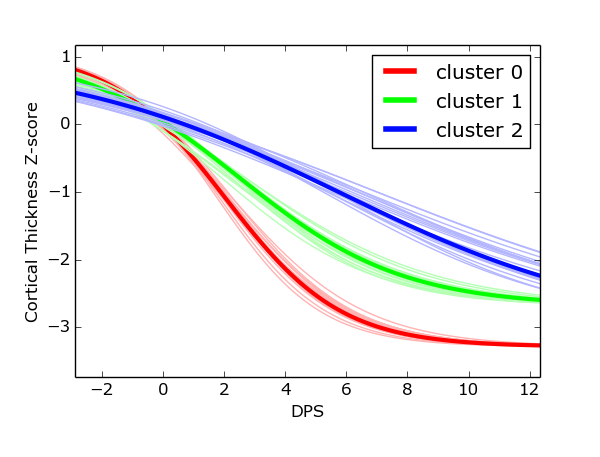 cluster 0
cluster 1
cluster 2
Cortical Thickness Z-score
1
0
−1
−2
−3
−2 0 2 4 6 8 10 12
DPS